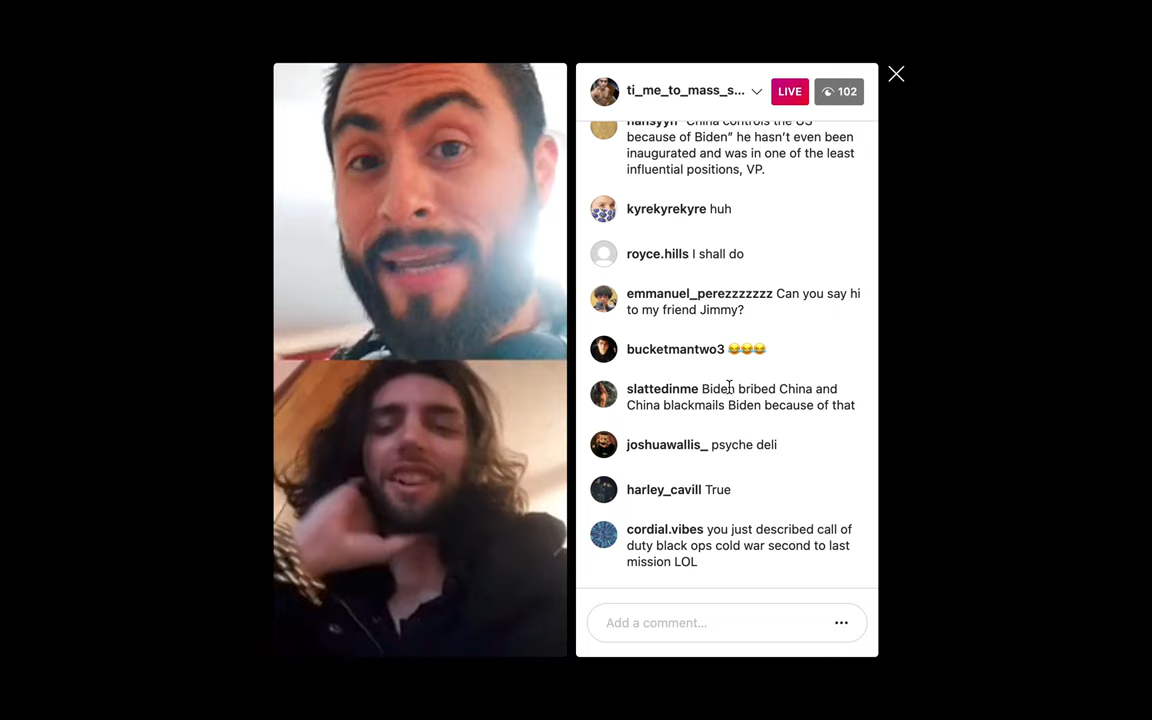 ti_me_to_mass_s... LIVE 102
hansyyn "China controls the US
because of Biden" he hasn't even been
inaugurated and was in one of the least
influential positions, VP.
kyrekyrekyre huh
royce.hills I shall do
emmanuel_perezzzzzzz Can you say hi
to my friend Jimmy?
bucketmantwo3 😂😂😂
slattedinme Biden bribed China and
China blackmails Biden because of that
joshuawallis_ psyche deli
harley_cavill True
cordial.vibes you just described call of
duty black ops cold war second to last
mission LOL
Add a comment...